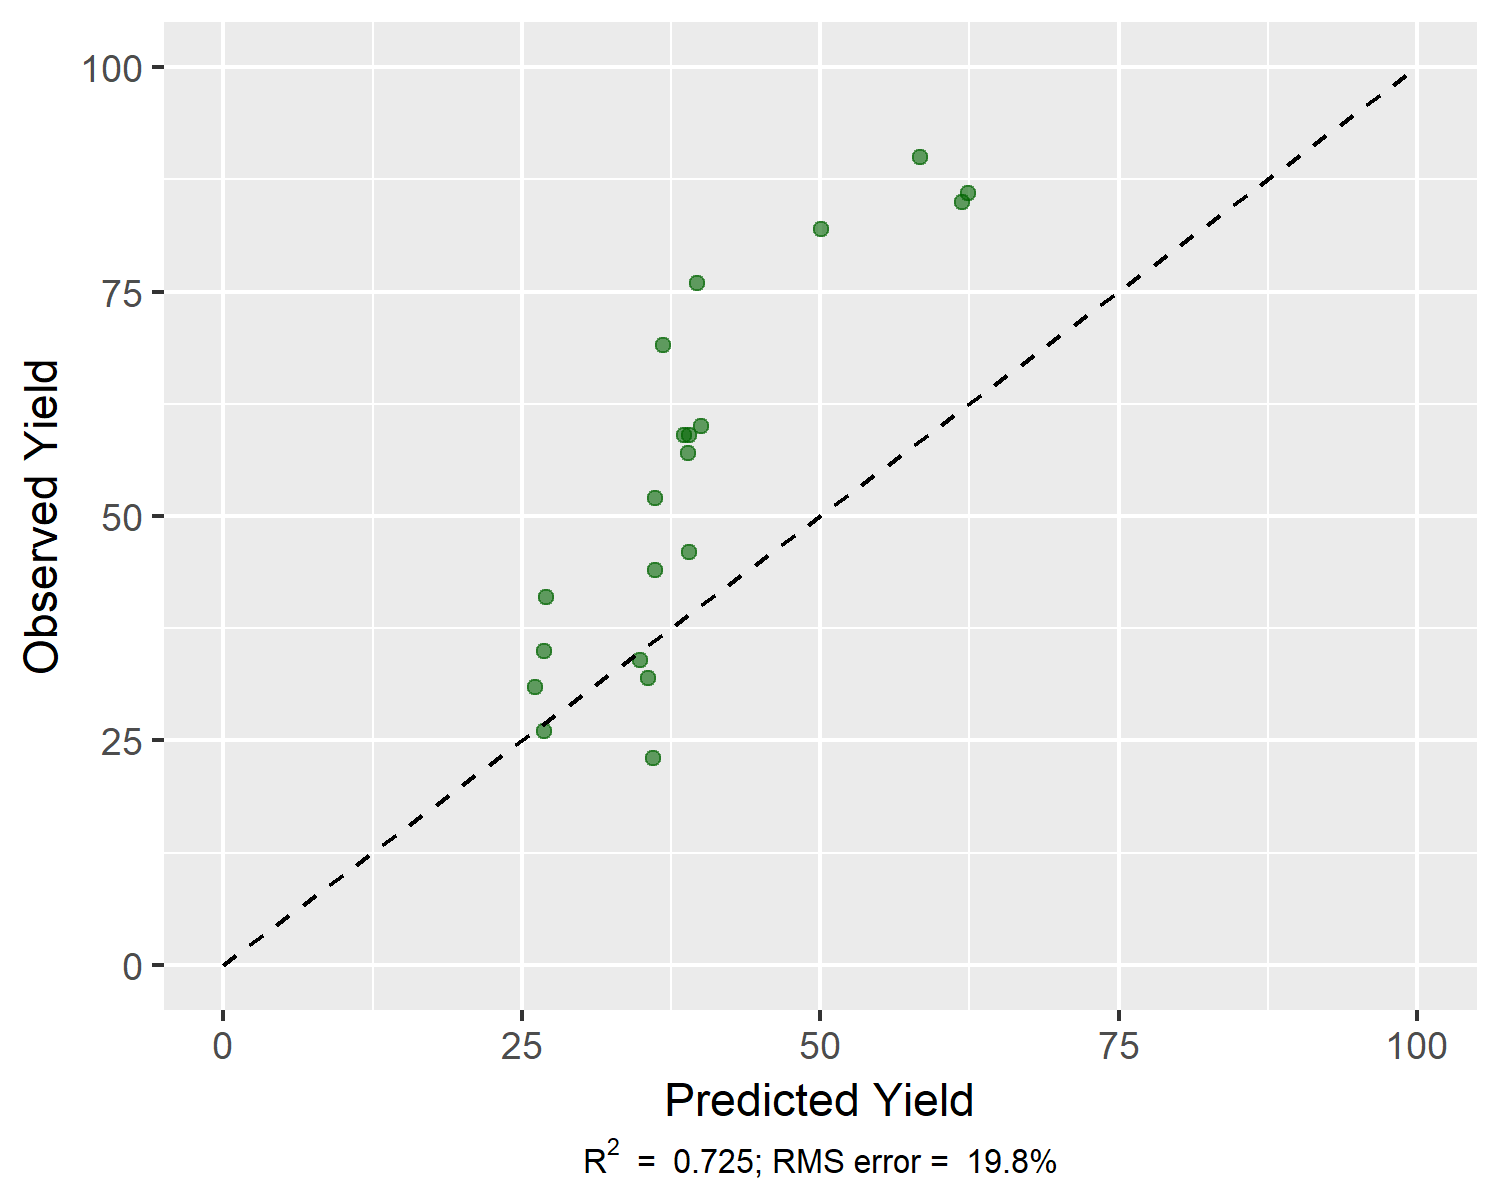 100
75
50
25
0
Observed Yield
0 25 50 75 100
Predicted Yield
R² = 0.725; RMS error = 19.8%